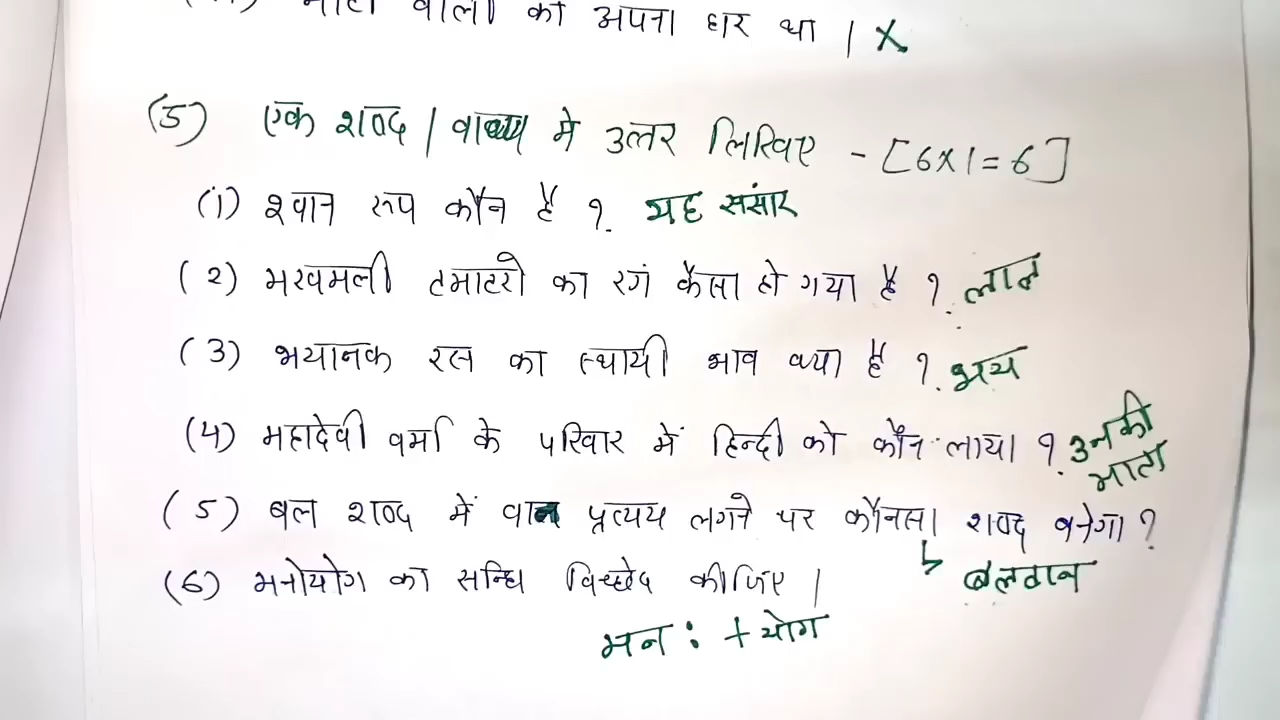 वाली का अपना घर था । ×
(5) एक शब्द / वाक्य मे उत्तर लिखिए - [6x1=6]
(1) श्वान रूप कौन है ? यह संसार
(2) मखमली टमाटरो का रगं कैसा हो गया है ? लाल
(3) भयानक रस का स्थायी भाव क्या है ? भय
(4) महादेवी वर्मा के परिवार में हिन्दी को कौन लाया ? उनकी
माता
(5) बल शब्द में वान प्रत्यय लगने पर कौनसा शब्द बनेगा ?
↳ बलवान
(6) मनोयोग का सन्धि विच्छेद कीजिए ।
मन : + योग